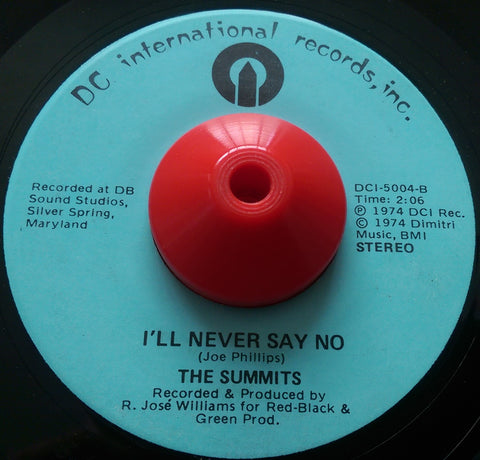 DC international records, inc.
Recorded at DB
Sound Studios,
Silver Spring,
Maryland
DCI-5004-B
Time: 2:06
Ⓟ 1974 DCI Rec.
© 1974 Dimitri
Music, BMI
STEREO
I'LL NEVER SAY NO
(Joe Phillips)
THE SUMMITS
Recorded & Produced by
R. José Williams for Red-Black &
Green Prod.